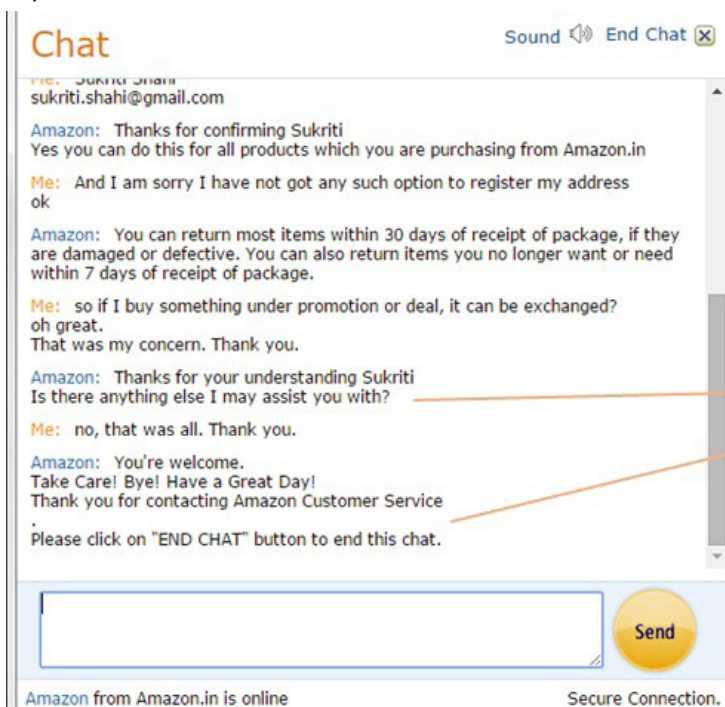 Chat
Sound End Chat
Me: Sukriti Shahi
sukriti.shahi@gmail.com
Amazon: Thanks for confirming Sukriti
Yes you can do this for all products which you are purchasing from Amazon.in
Me: And I am sorry I have not got any such option to register my address
ok
Amazon: You can return most items within 30 days of receipt of package, if they
are damaged or defective. You can also return items you no longer want or need
within 7 days of receipt of package.
Me: so if I buy something under promotion or deal, it can be exchanged?
oh great.
That was my concern. Thank you.
Amazon: Thanks for your understanding Sukriti
Is there anything else I may assist you with?
Me: no, that was all. Thank you.
Amazon: You're welcome.
Take Care! Bye! Have a Great Day!
Thank you for contacting Amazon Customer Service
.
Please click on "END CHAT" button to end this chat.
Send
Amazon from Amazon.in is online
Secure Connection.